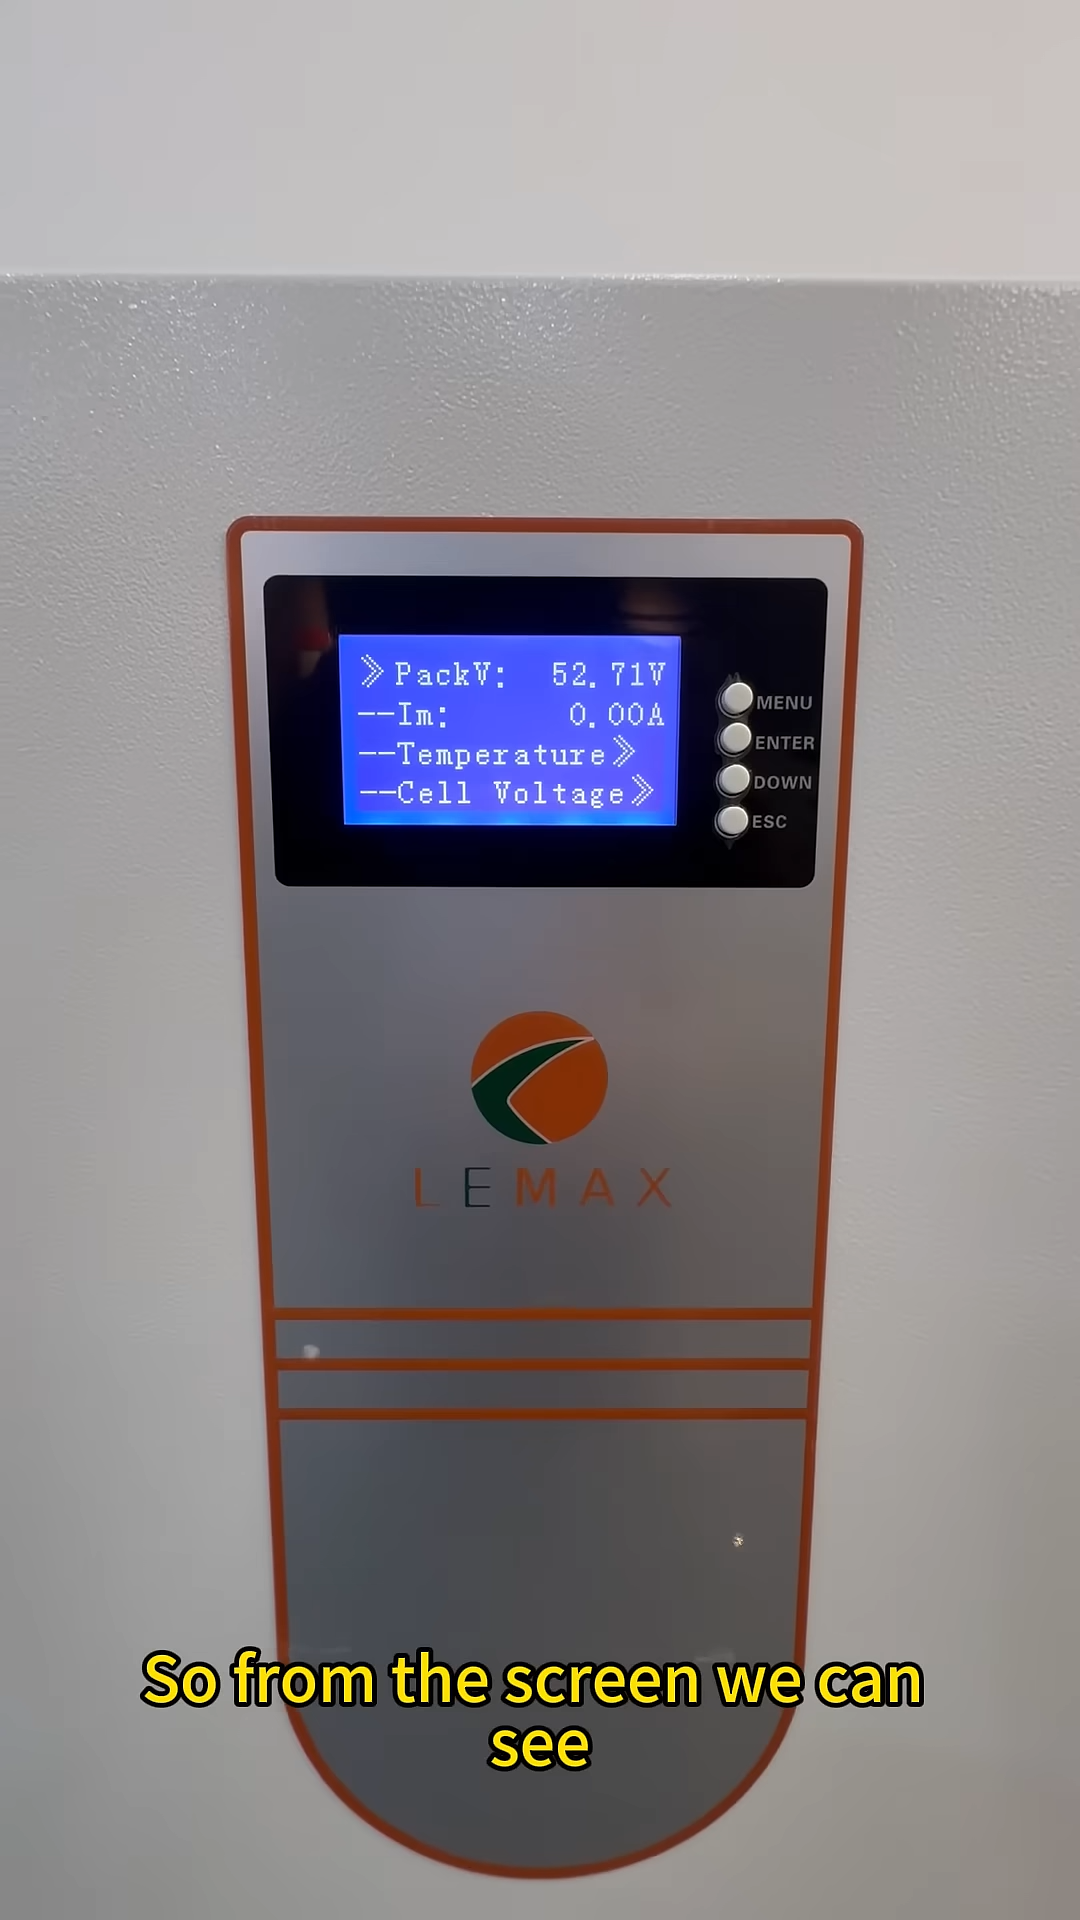 》PackV: 52.71V
--Im: 0.00A
--Temperature》
--Cell Voltage》
MENU
ENTER
DOWN
ESC
LEMAX
So from the screen we can
see